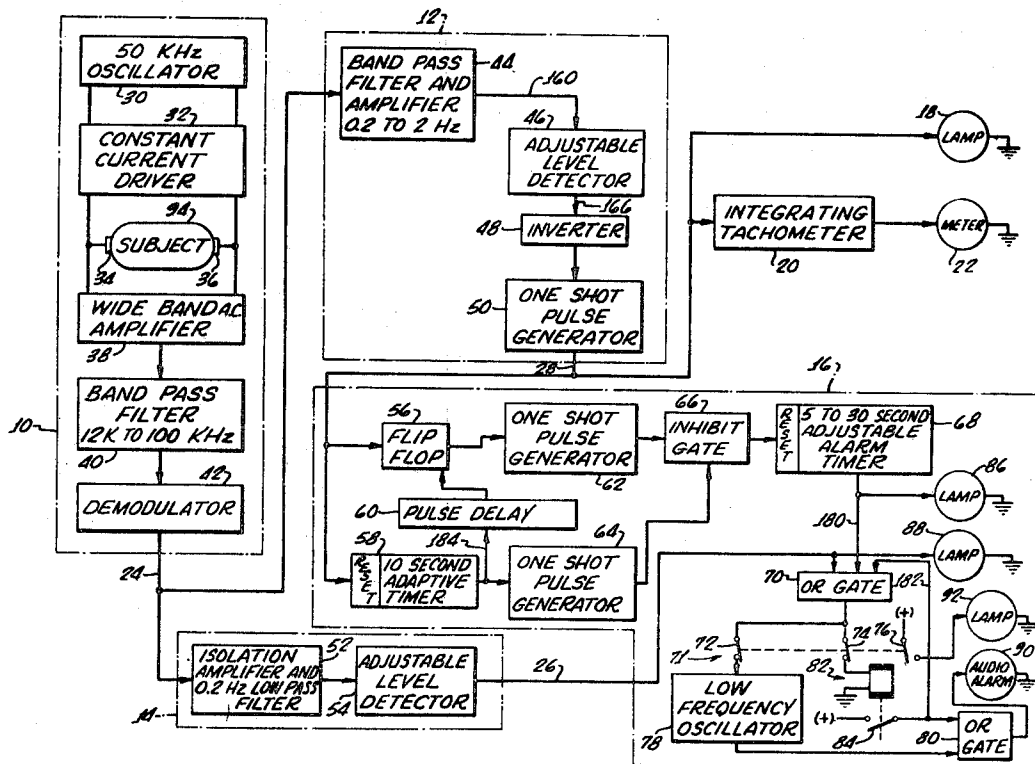 10
50 KHz
OSCILLATOR
30
32
CONSTANT
CURRENT
DRIVER
94
SUBJECT
34
36
WIDE BAND A.C.
AMPLIFIER
38
BAND PASS
FILTER
12K TO 100 KHz
40
42
DEMODULATOR
24
12
BAND PASS
FILTER AND
AMPLIFIER
0.2 TO 2 Hz
44
160
46
ADJUSTABLE
LEVEL
DETECTOR
166
48
INVERTER
50
ONE SHOT
PULSE
GENERATOR
28
18
LAMP
INTEGRATING
TACHOMETER
20
METER
22
16
56
FLIP
FLOP
ONE SHOT
PULSE
GENERATOR
62
66
INHIBIT
GATE
RESET
5 TO 30 SECOND
ADJUSTABLE
ALARM
TIMER
68
60
PULSE DELAY
184
58
RESET
10 SECOND
ADAPTIVE
TIMER
64
ONE SHOT
PULSE
GENERATOR
180
86
LAMP
88
LAMP
70
OR GATE
182
92
LAMP
(+)
72
74
76
71
82
90
AUDIO
ALARM
LOW
FREQUENCY
OSCILLATOR
78
(+)
84
80
OR
GATE
14
52
ISOLATION
AMPLIFIER AND
0.2 Hz LOW PASS
FILTER
54
ADJUSTABLE
LEVEL
DETECTOR
26